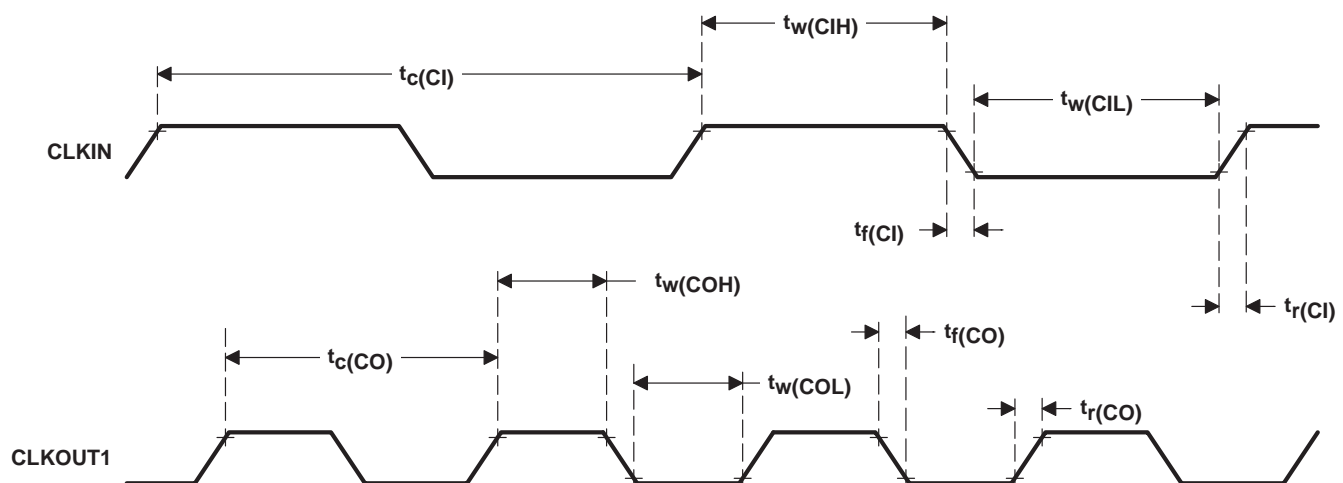 tw(CIH)
tc(CI)
tw(CIL)
CLKIN
tf(CI)
tw(COH)
tr(CI)
tf(CO)
tc(CO)
tw(COL)
tr(CO)
CLKOUT1